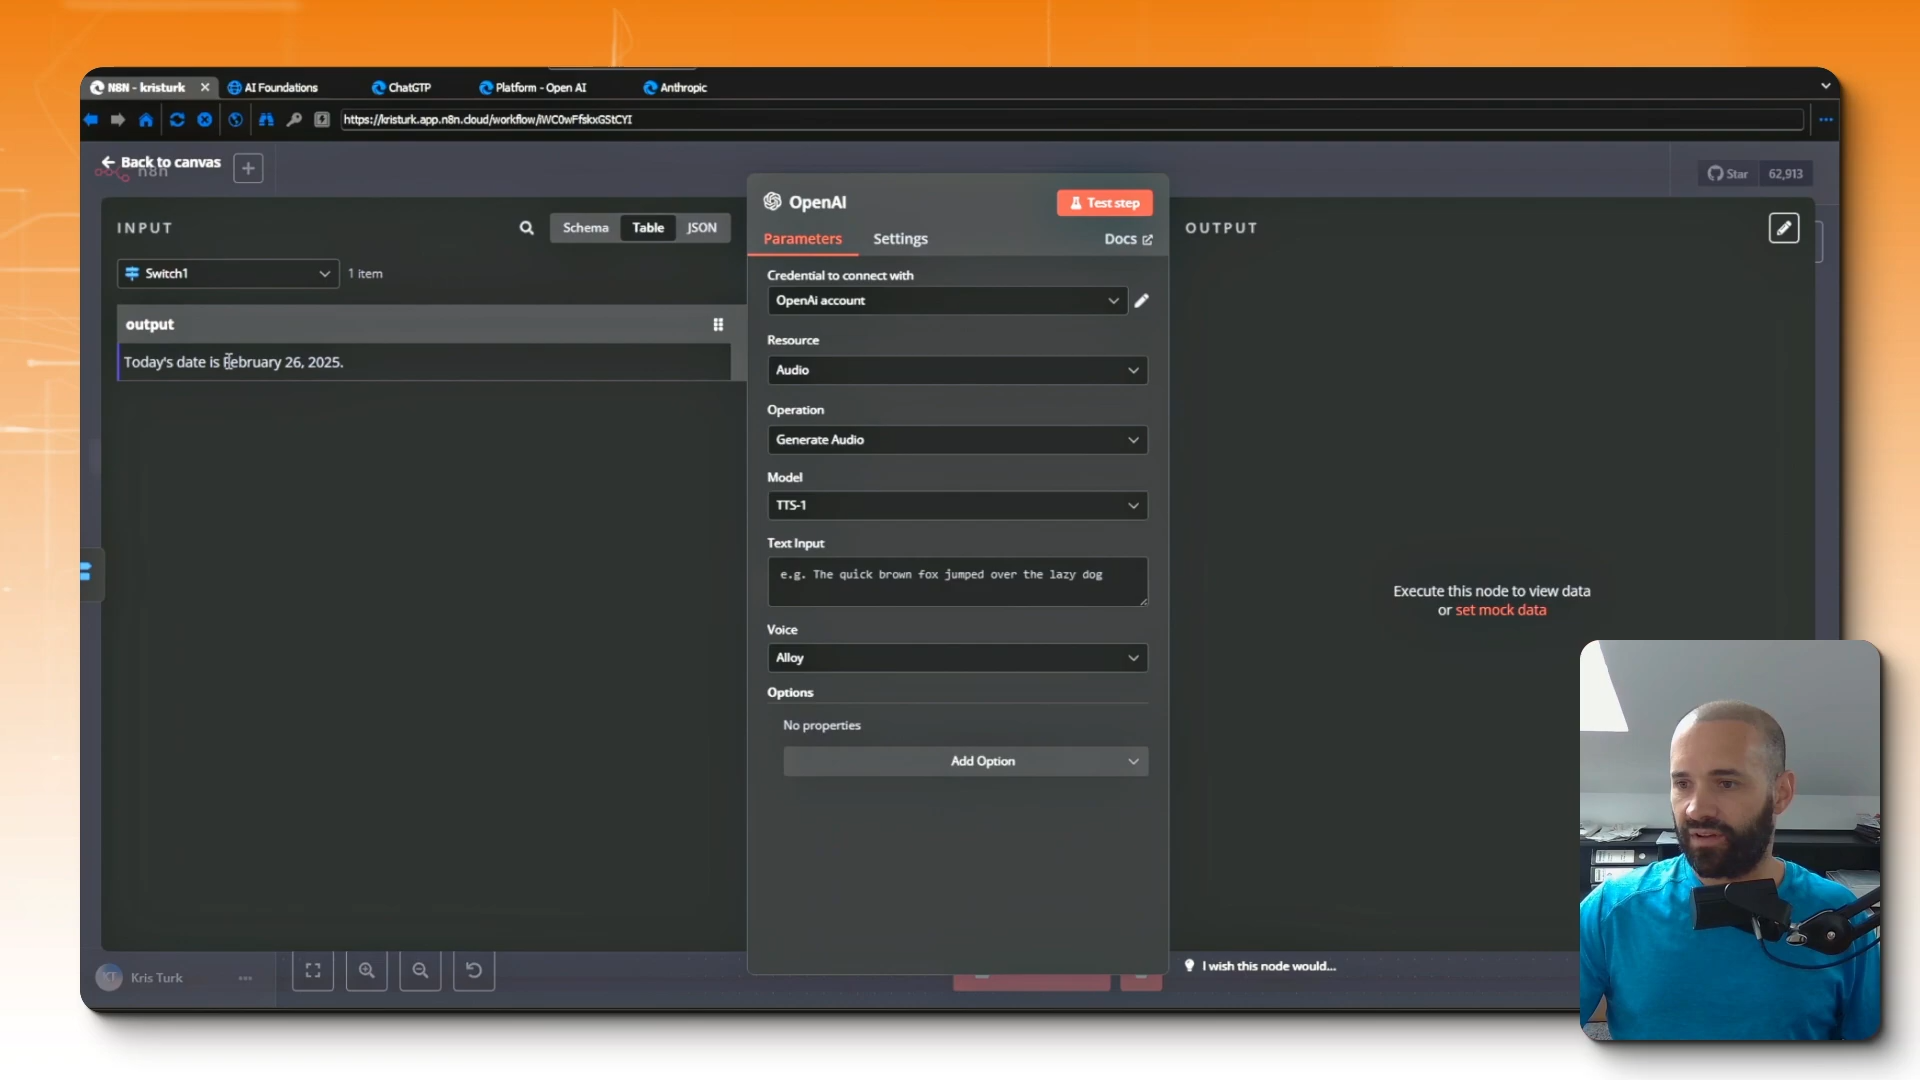 N8N - kristurk
AI Foundations
ChatGTP
Platform - Open AI
Anthropic
https://kristurk.app.n8n.cloud/workflow/iWC0wFfskxGStCYI
Back to canvas
n8n
Star 62,913
INPUT
Schema
Table
JSON
Switch1
1 item
output
Today's date is February 26, 2025.
OpenAI
Test step
Parameters
Settings
Docs
Credential to connect with
OpenAi account
Resource
Audio
Operation
Generate Audio
Model
TTS-1
Text Input
e.g. The quick brown fox jumped over the lazy dog
Voice
Alloy
Options
No properties
Add Option
OUTPUT
Execute this node to view data
or set mock data
I wish this node would...
KT
Kris Turk